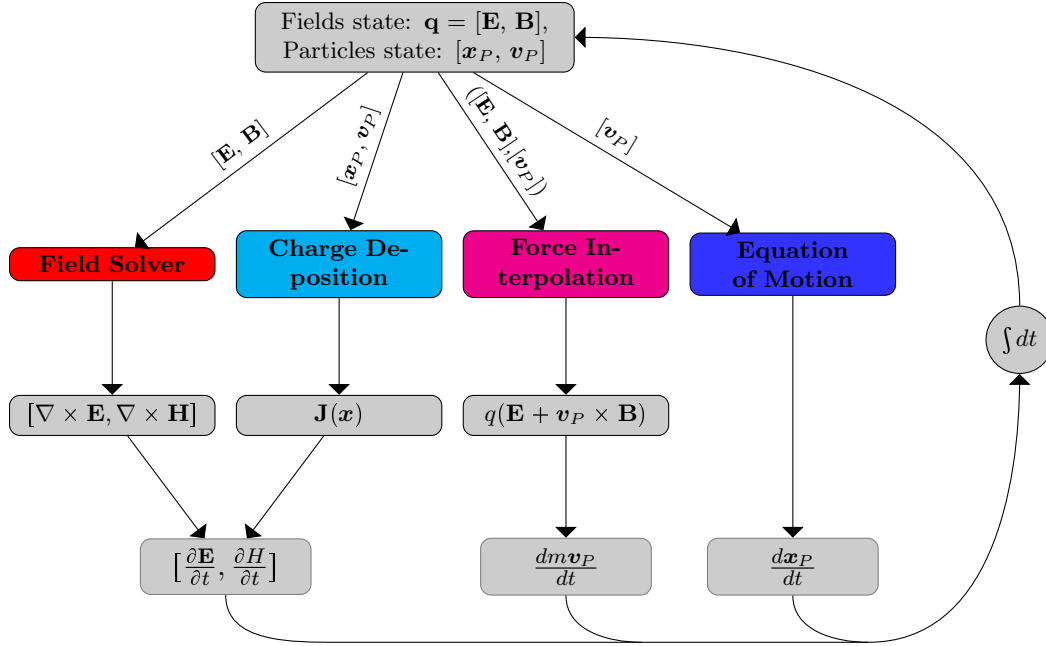 Fields state: q = [E, B],
Particles state: [x_P, v_P]
[E, B]
[x_P, v_P]
([E, B],[v_P])
[v_P]
Field Solver
Charge De-
position
Force In-
terpolation
Equation
of Motion
∫ dt
[∇ × E, ∇ × H]
J(x)
q(E + v_P × B)
[∂E/∂t, ∂H/∂t]
dmv_P/dt
dx_P/dt